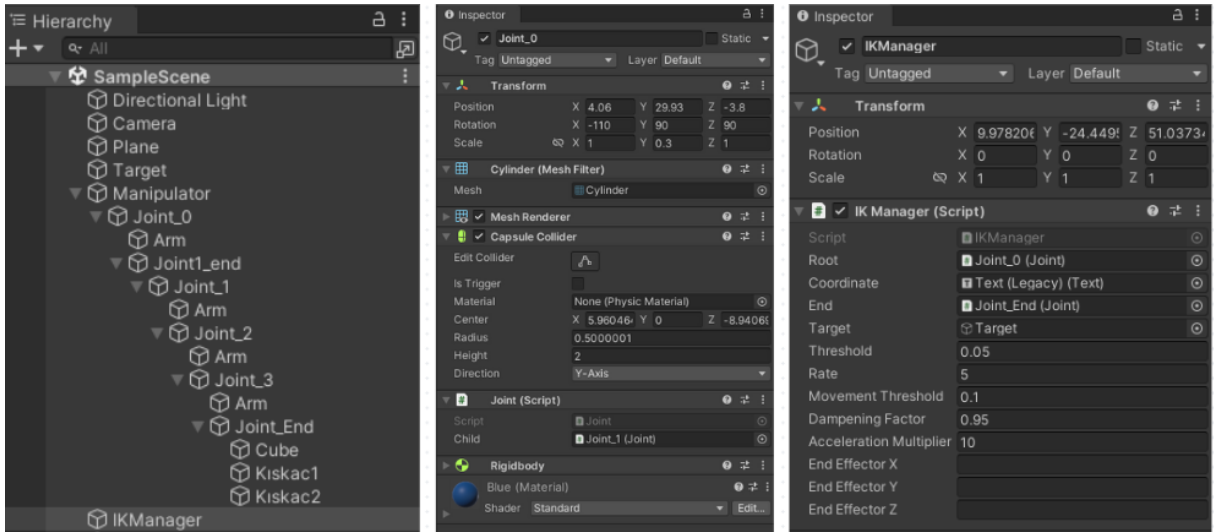 Hierarchy
All
SampleScene
Directional Light
Camera
Plane
Target
Manipulator
Joint_0
Arm
Joint1_end
Joint_1
Arm
Joint_2
Arm
Joint_3
Arm
Joint_End
Cube
Kıskac1
Kıskac2
IKManager
Inspector
Joint_0 Static
Tag Untagged Layer Default
Transform
Position X 4.06 Y 29.93 Z -3.8
Rotation X -110 Y 90 Z 90
Scale X 1 Y 0.3 Z 1
Cylinder (Mesh Filter)
Mesh Cylinder
Mesh Renderer
Capsule Collider
Edit Collider
Is Trigger
Material None (Physic Material)
Center X 5.96046 Y 0 Z -8.94069
Radius 0.5000001
Height 2
Direction Y-Axis
Joint (Script)
Script Joint
Child Joint_1 (Joint)
Rigidbody
Blue (Material)
Shader Standard Edit...
Inspector
IKManager Static
Tag Untagged Layer Default
Transform
Position X 9.978206 Y -24.449 Z 51.0373
Rotation X 0 Y 0 Z 0
Scale X 1 Y 1 Z 1
IK Manager (Script)
Script IKManager
Root Joint_0 (Joint)
Coordinate Text (Legacy) (Text)
End Joint_End (Joint)
Target Target
Threshold 0.05
Rate 5
Movement Threshold 0.1
Dampening Factor 0.95
Acceleration Multiplier 10
End Effector X
End Effector Y
End Effector Z